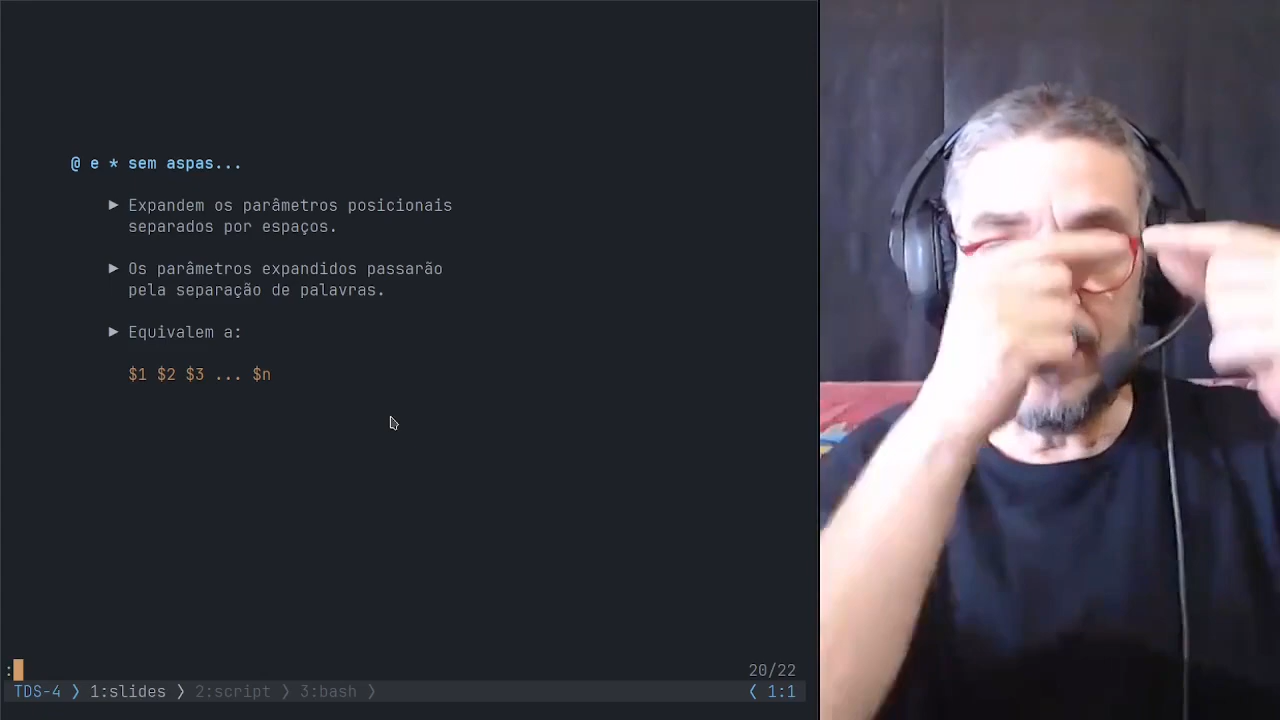 @ e * sem aspas...
► Expandem os parâmetros posicionais
separados por espaços.
► Os parâmetros expandidos passarão
pela separação de palavras.
► Equivalem a:
$1 $2 $3 ... $n
:
20/22
TDS-4 ❭ 1:slides ❭ 2:script ❭ 3:bash ❭
❬ 1:1